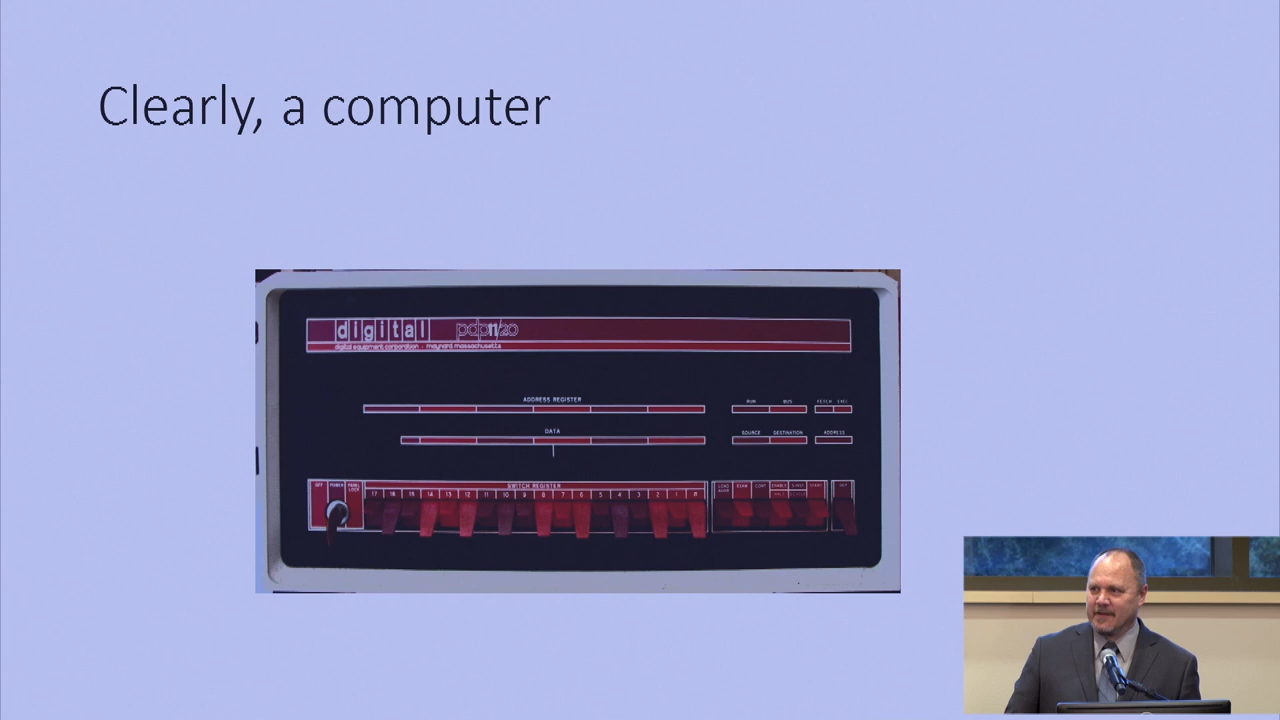 Clearly, a computer
digital pdp11/20
digital equipment corporation · maynard massachusetts
ADDRESS REGISTER
RUN BUS FETCH EXEC
DATA
SOURCE DESTINATION ADDRESS
OFF POWER PANEL LOCK
SWITCH REGISTER
17 16 15 14 13 12 11 10 9 8 7 6 5 4 3 2 1 0
LOAD ADDR EXAM CONT ENABLE HALT START DEP